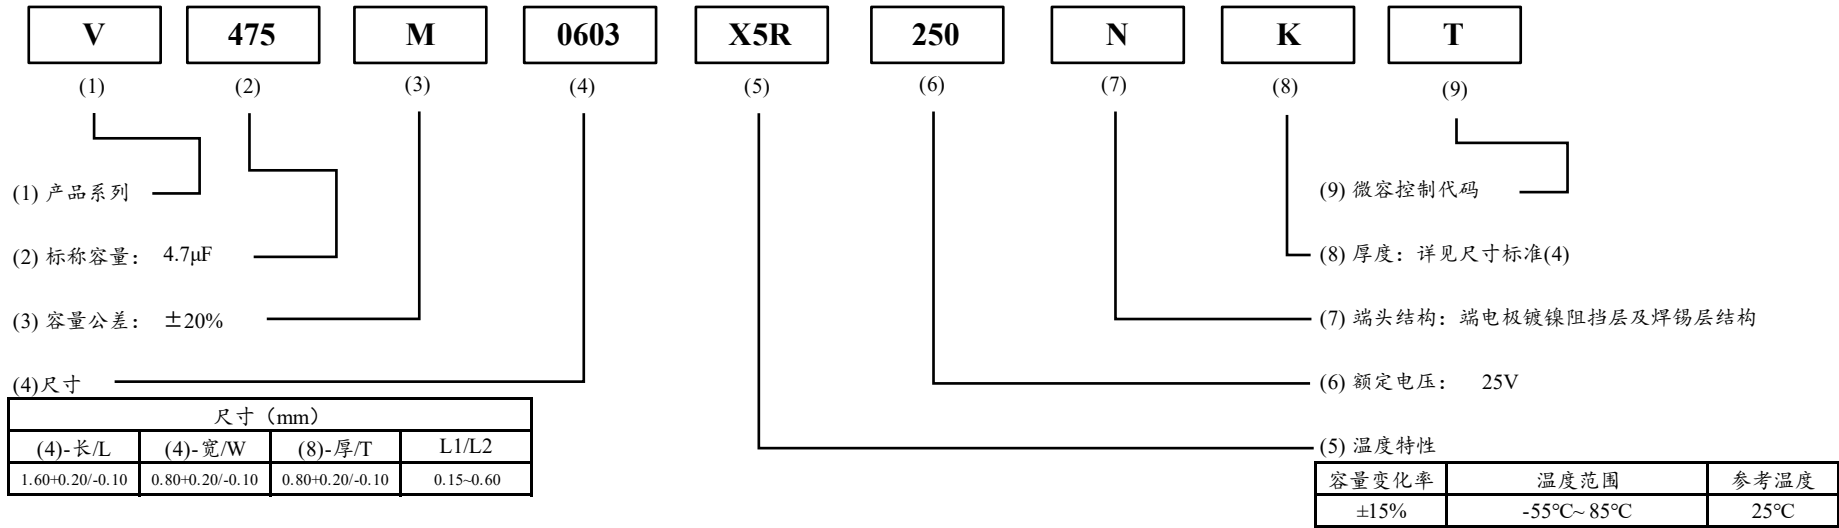 V 475 M 0603 X5R 250 N K T
(1) (2) (3) (4) (5) (6) (7) (8) (9)
(1) 产品系列
(9) 微容控制代码
(2) 标称容量： 4.7μF
(8) 厚度：详见尺寸标准(4)
(3) 容量公差： ±20%
(7) 端头结构：端电极镀镍阻挡层及焊锡层结构
(4)尺寸
(6) 额定电压： 25V
尺寸（mm）
(4)-长/L (4)-宽/W (8)-厚/T L1/L2
1.60+0.20/-0.10 0.80+0.20/-0.10 0.80+0.20/-0.10 0.15~0.60
(5) 温度特性
容量变化率 温度范围 参考温度
±15% -55℃~ 85℃ 25℃